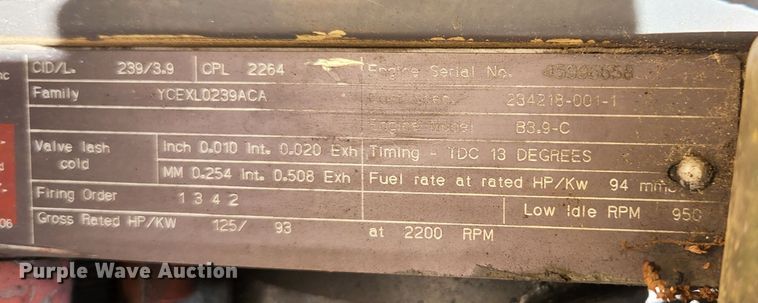 nc
CID/L. 239/3.9 CPL 2264 Engine Serial No.
Family YCEXL0239ACA 234218-001-1
Engine Model B3.9-C
Valve lash cold Inch 0.010 Int. 0.020 Exh Timing - TDC 13 DEGREES
MM 0.254 Int. 0.508 Exh Fuel rate at rated HP/Kw 94
Firing Order 1 3 4 2 Low Idle RPM 950
Gross Rated HP/KW 125/ 93 at 2200 RPM
06
Purple Wave Auction